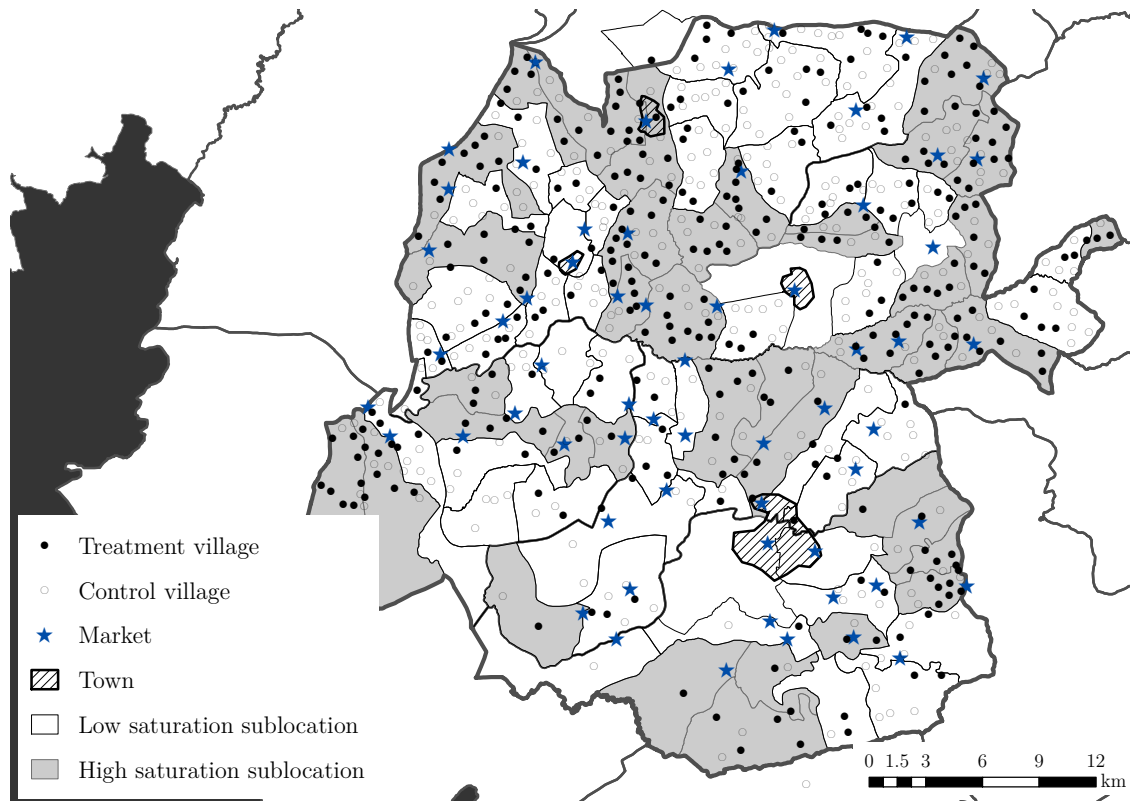 Treatment village
Control village
Market
Town
Low saturation sublocation
High saturation sublocation
0 1.5 3 6 9 12
km